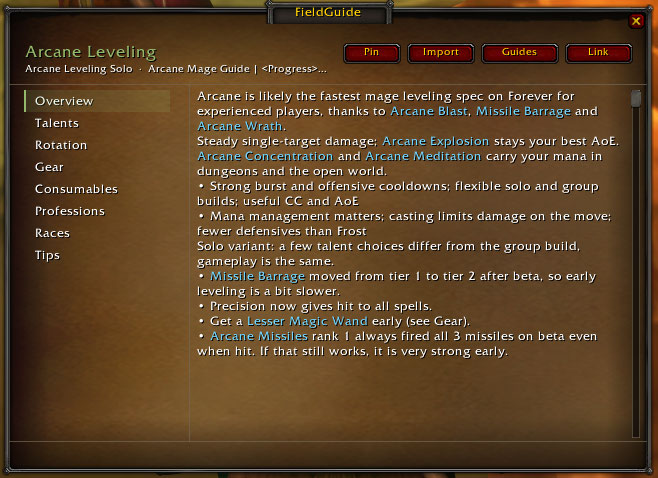 FieldGuide
Arcane Leveling
Arcane Leveling Solo · Arcane Mage Guide | <Progress>...
Pin
Import
Guides
Link
Overview
Talents
Rotation
Gear
Consumables
Professions
Races
Tips
Arcane is likely the fastest mage leveling spec on Forever for
experienced players, thanks to Arcane Blast, Missile Barrage and
Arcane Wrath.
Steady single-target damage; Arcane Explosion stays your best AoE.
Arcane Concentration and Arcane Meditation carry your mana in
dungeons and the open world.
• Strong burst and offensive cooldowns; flexible solo and group
builds; useful CC and AoE
• Mana management matters; casting limits damage on the move;
fewer defensives than Frost
Solo variant: a few talent choices differ from the group build,
gameplay is the same.
• Missile Barrage moved from tier 1 to tier 2 after beta, so early
leveling is a bit slower.
• Precision now gives hit to all spells.
• Get a Lesser Magic Wand early (see Gear).
• Arcane Missiles rank 1 always fired all 3 missiles on beta even
when hit. If that still works, it is very strong early.